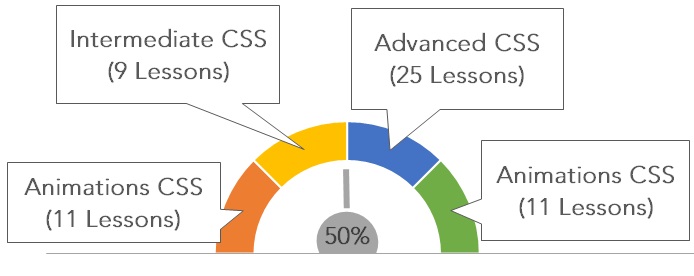 Intermediate CSS
(9 Lessons)
Advanced CSS
(25 Lessons)
Animations CSS
(11 Lessons)
Animations CSS
(11 Lessons)
50%